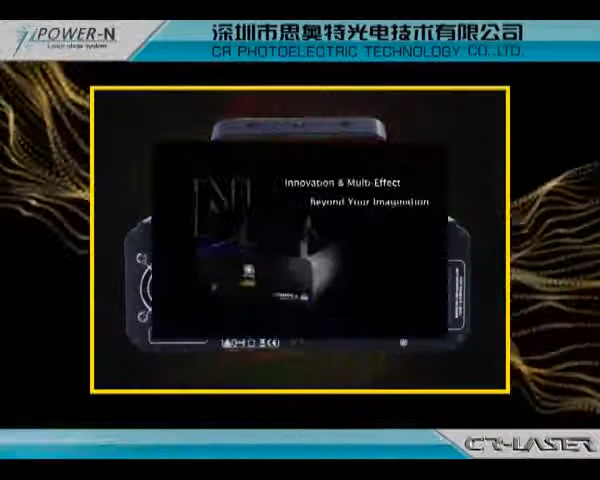 POWER-N
Laser show system
深圳市思奥特光电技术有限公司
CR PHOTOELECTRIC TECHNOLOGY CO.,LTD.
Innovation & Multi-Effect
Beyond Your Imagination
CR-LASER